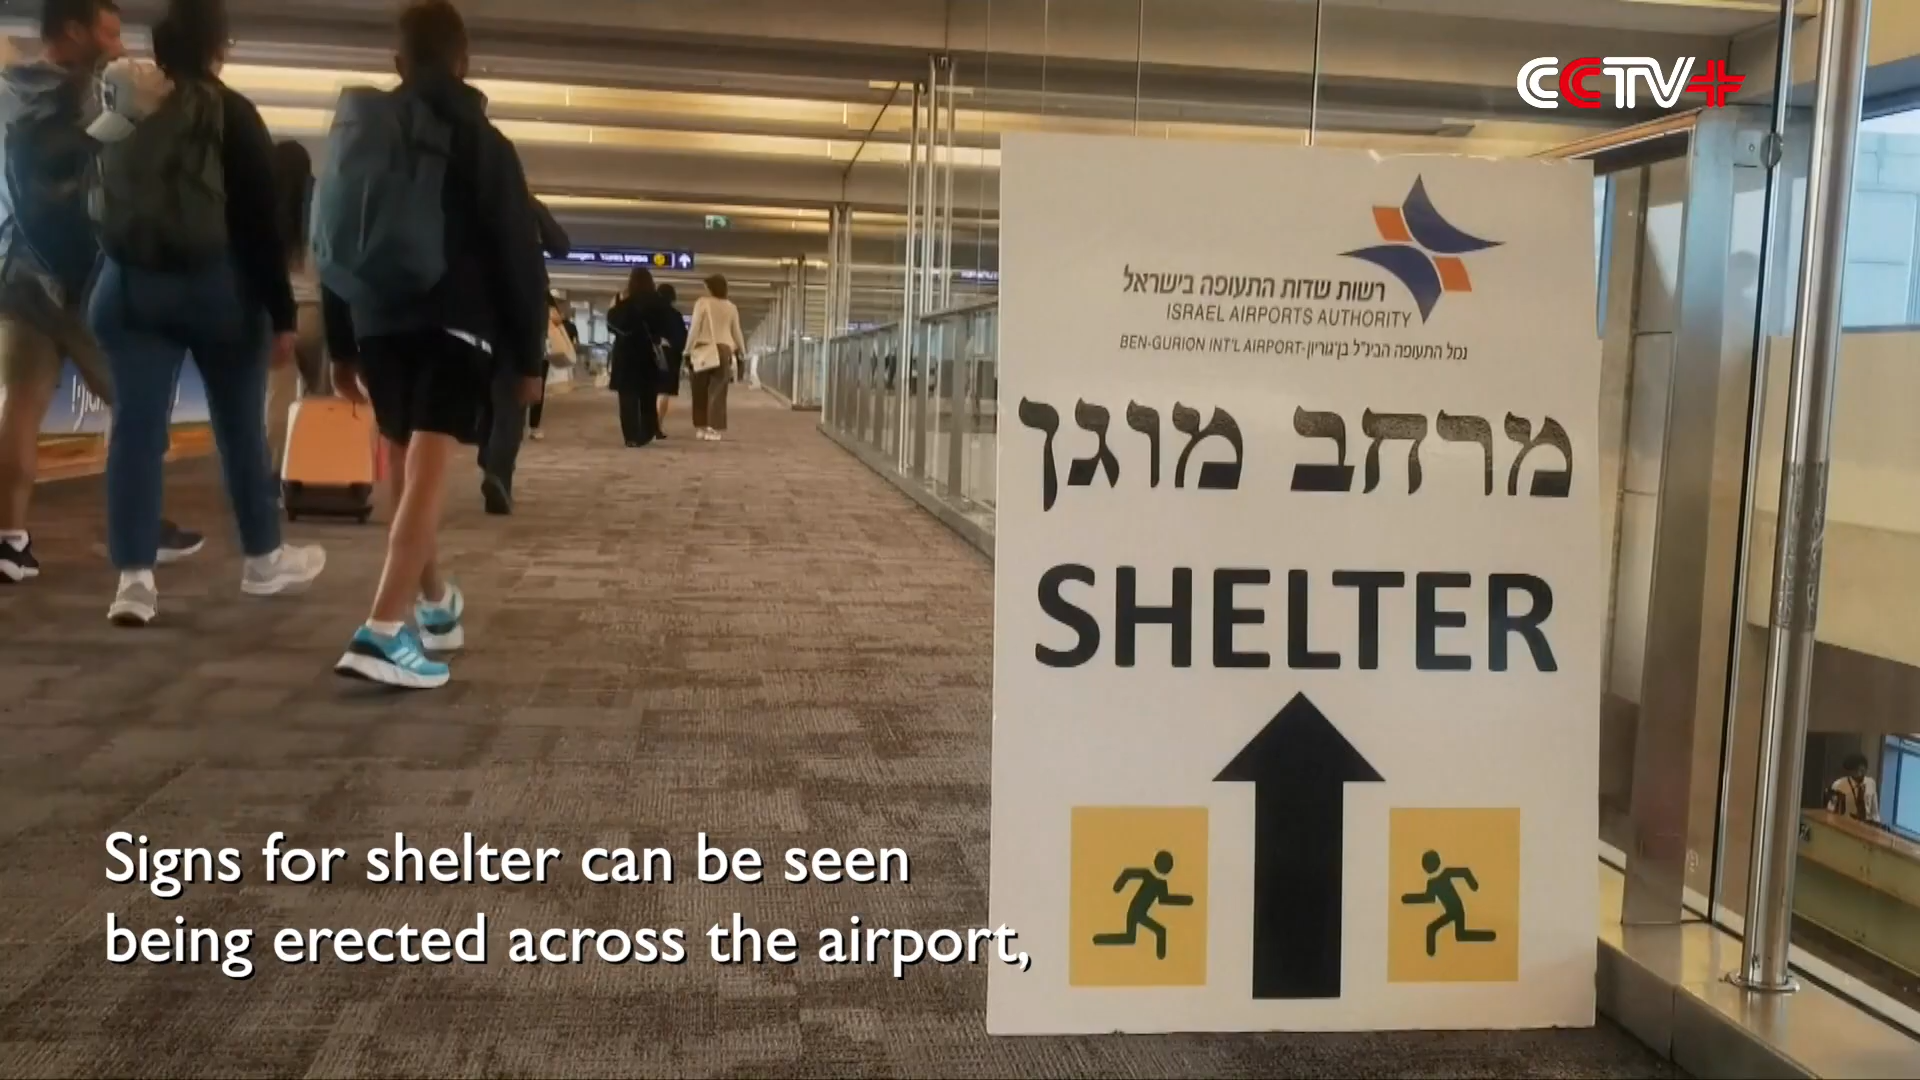 CCTV+
רשות שדות התעופה בישראל
ISRAEL AIRPORTS AUTHORITY
BEN-GURION INT'L AIRPORT-נמל התעופה הבינ"ל בן־גוריון
מרחב מוגן
SHELTER
Signs for shelter can be seen
being erected across the airport,